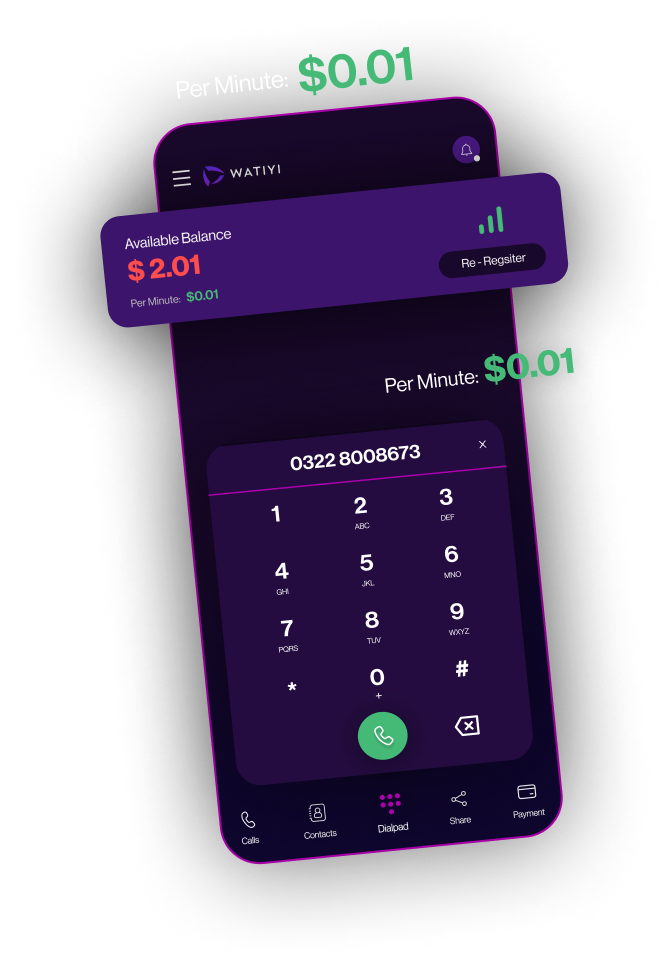 Per Minute: $0.01
WATIYI
Available Balance
$ 2.01
Per Minute: $0.01
Re - Regsiter
Per Minute: $0.01
0322 8008673 ×
1 2 3
ABC DEF
4 5 6
GHI JKL MNO
7 8 9
PQRS TUV WXYZ
* 0 #
+
Calls Contacts Dialpad Share Payment